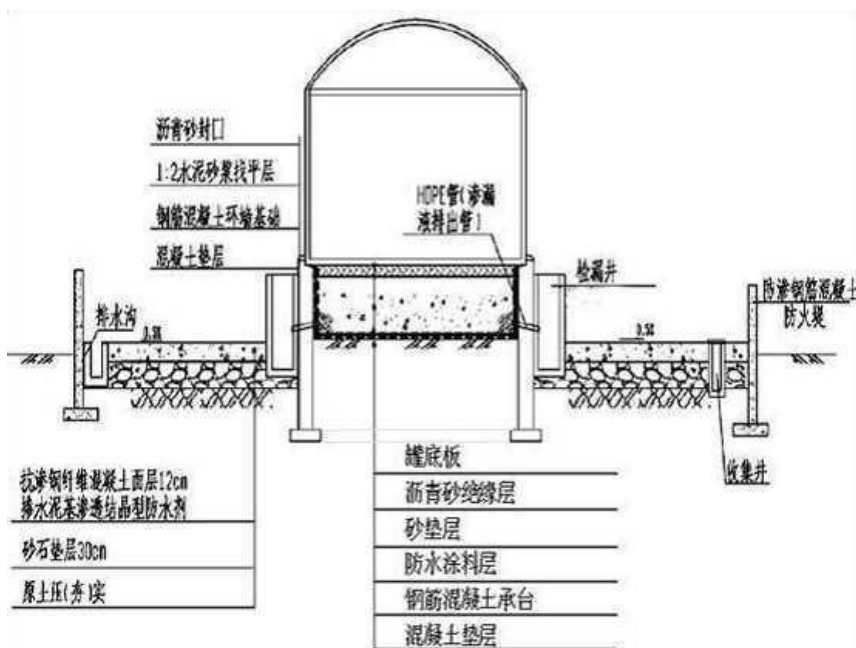 沥青砂封口
1:2水泥砂浆找平层
钢筋混凝土环墙基础
混凝土垫层
HDPE管(渗漏
液排出管)
检漏井
防渗钢筋混凝土
防火堤
排水沟
0.5%
0.5%
收集井
抗渗钢纤维混凝土面层12cm
掺水泥基渗透结晶型防水剂
砂石垫层30cm
原土压(夯)实
罐底板
沥青砂绝缘层
砂垫层
防水涂料层
钢筋混凝土承台
混凝土垫层